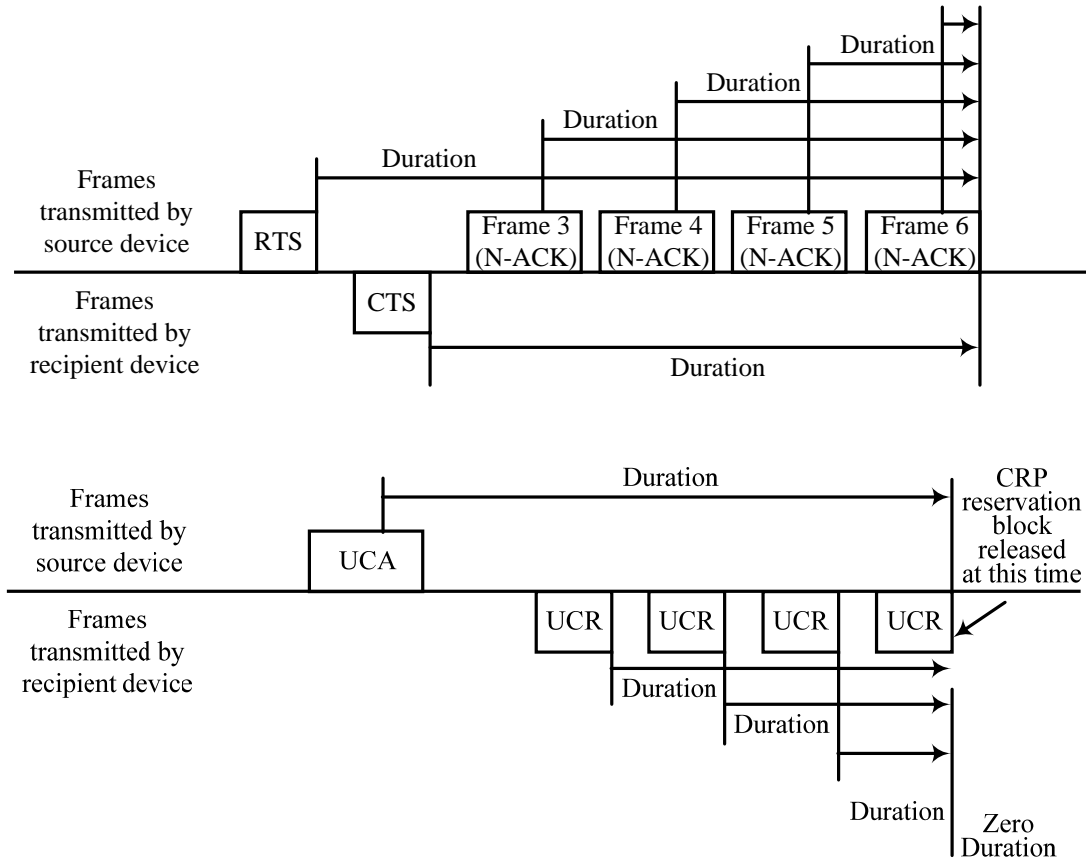 Duration
Duration
Duration
Duration
Frames
transmitted by
source device
RTS
Frame 3
(N-ACK)
Frame 4
(N-ACK)
Frame 5
(N-ACK)
Frame 6
(N-ACK)
Frames
transmitted by
recipient device
CTS
Duration
Frames
transmitted by
source device
Duration
UCA
CRP
reservation
block
released
at this time
Frames
transmitted by
recipient device
UCR
UCR
UCR
UCR
Duration
Duration
Duration
Zero
Duration